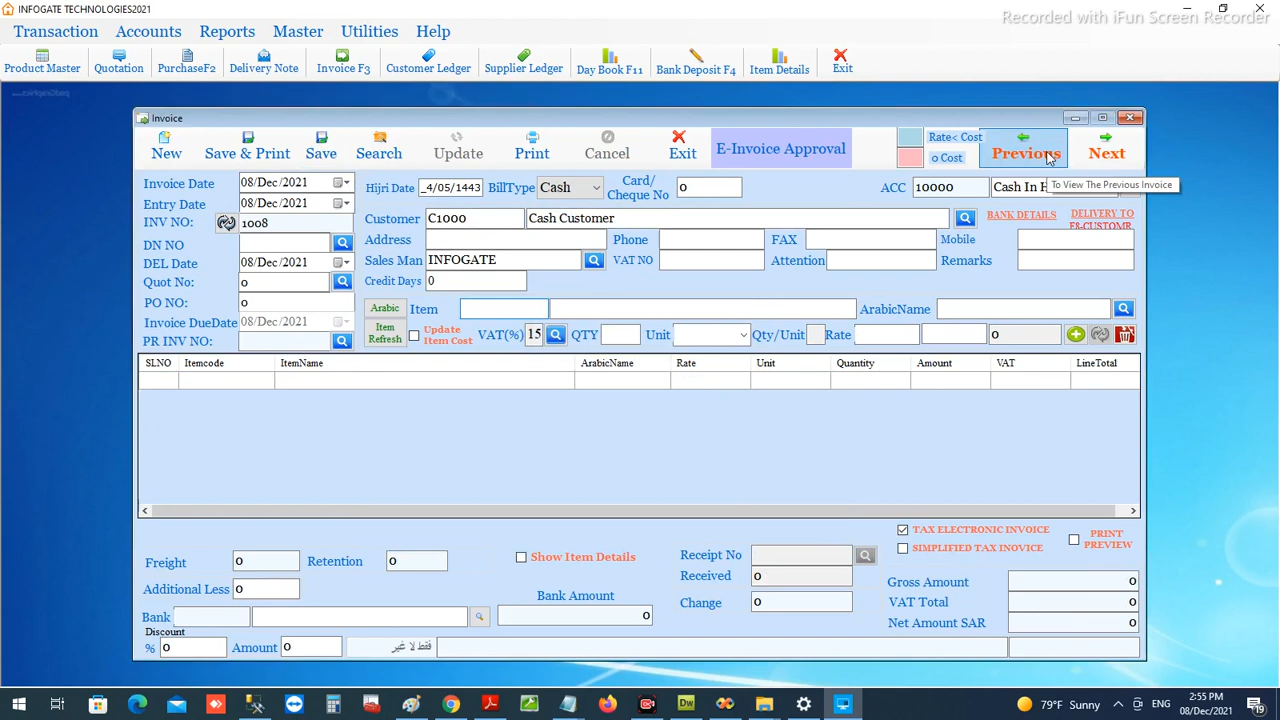 INFOGATE TECHNOLOGIES2021
Recorded with iFun Screen Recorder
Transaction Accounts Reports Master Utilities Help
Product Master Quotation PurchaseF2 Delivery Note Invoice F3 Customer Ledger Supplier Ledger Day Book F11 Bank Deposit F4 Item Details Exit
Invoice
New Save & Print Save Search Update Print Cancel Exit E-Invoice Approval Rate< Cost 0 Cost Previous Next
To View The Previous Invoice
Invoice Date 08/Dec/2021 Hijri Date _4/05/1443 BillType Cash Card/ Cheque No 0 ACC 10000 Cash In H
Entry Date 08/Dec/2021
INV NO: 1008 Customer C1000 Cash Customer BANK DETAILS DELIVERY TO
F8-CUSTOMR
DN NO Address Phone FAX Mobile
DEL Date 08/Dec/2021 Sales Man INFOGATE VAT NO Attention Remarks
Quot No: 0 Credit Days 0
PO NO: 0 Arabic Item ArabicName
Invoice DueDate 08/Dec/2021
PR INV NO: Item Refresh Update Item Cost VAT(%) 15 QTY Unit Qty/Unit Rate 0
SLNO Itemcode ItemName ArabicName Rate Unit Quantity Amount VAT LineTotal
TAX ELECTRONIC INVOICE
SIMPLIFIED TAX INOVICE
PRINT PREVIEW
Freight 0 Retention 0 Show Item Details Receipt No
Received 0 Gross Amount 0
Additional Less 0 Bank Amount Change 0 VAT Total 0
Bank 0 Net Amount SAR 0
Discount
% 0 Amount 0 فقط لا غير
79°F Sunny ENG 2:55 PM
08/Dec/2021 19